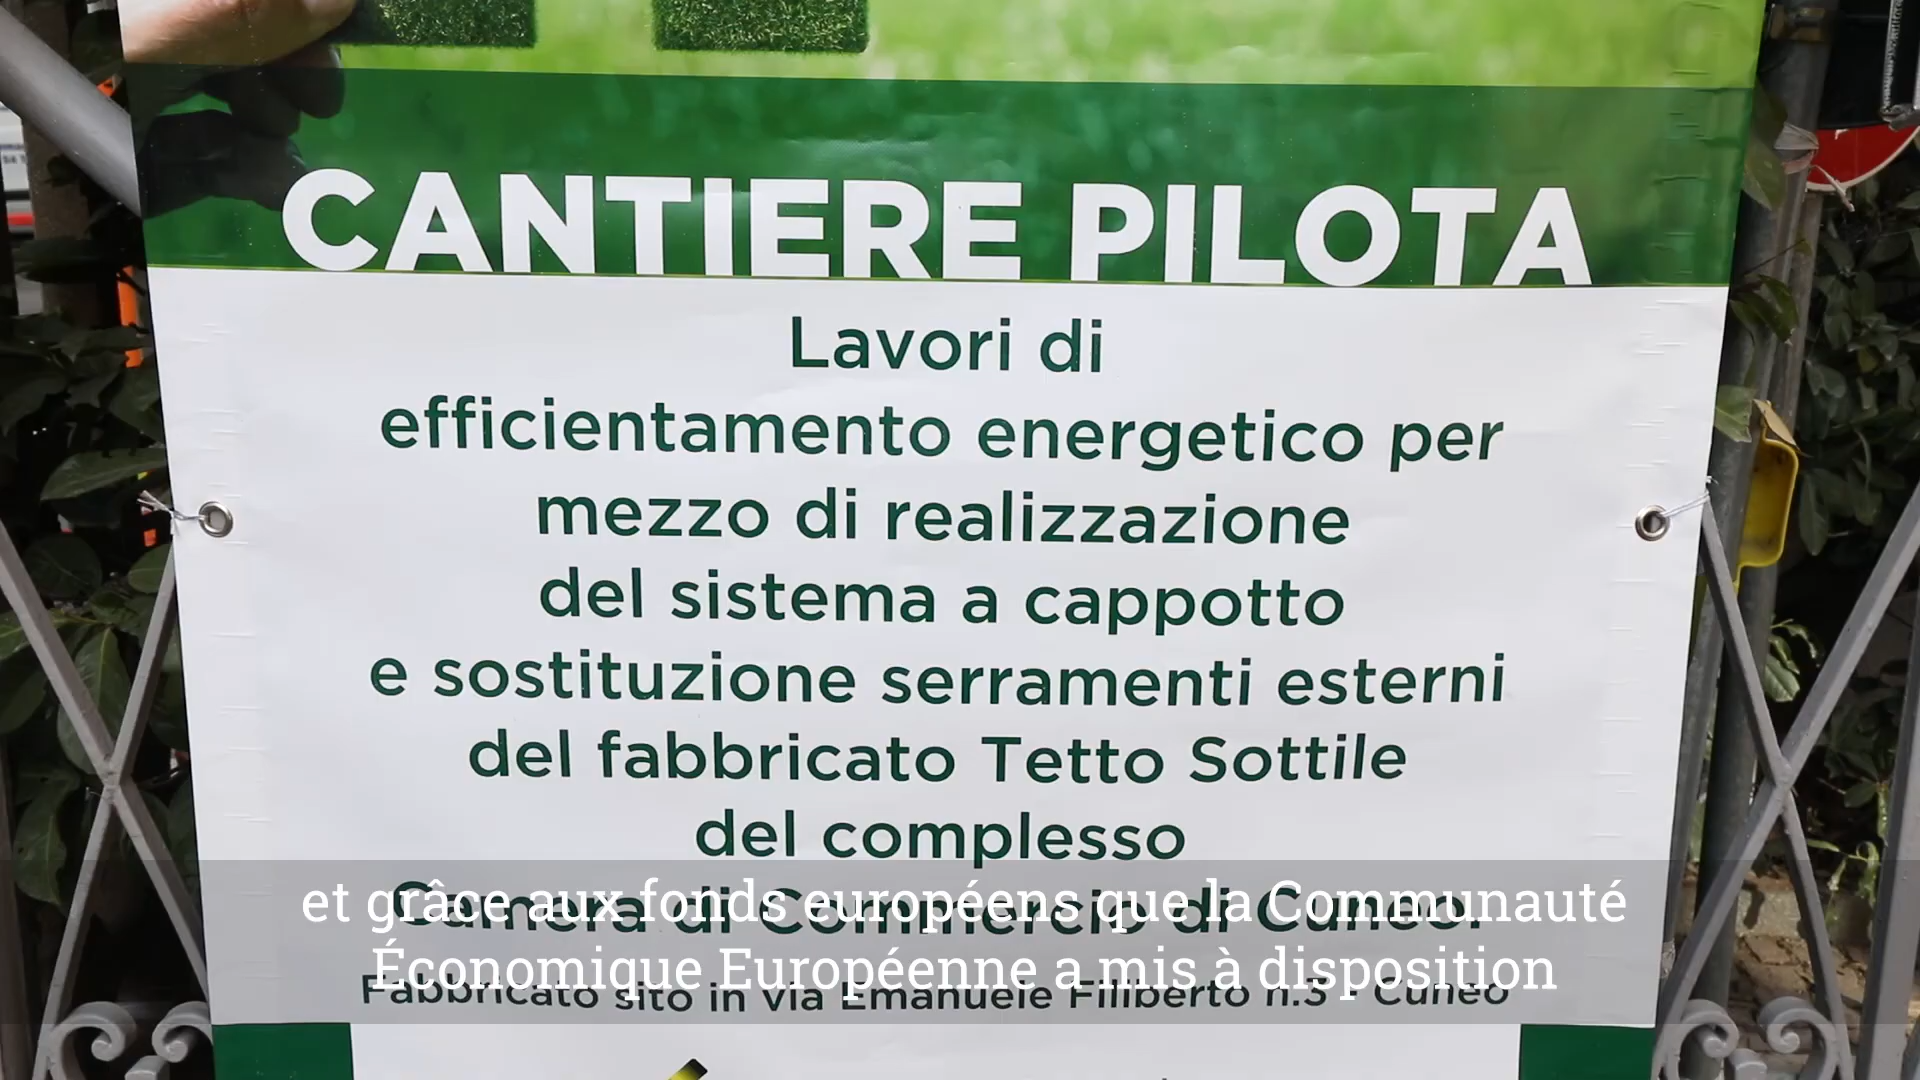 CANTIERE PILOTA
Lavori di
efficientamento energetico per
mezzo di realizzazione
del sistema a cappotto
e sostituzione serramenti esterni
del fabbricato Tetto Sottile
del complesso
Camera di Commercio di Cuneo.
Fabbricato sito in via Emanuele Filiberto n.3 - Cuneo
et grâce aux fonds européens que la Communauté
Économique Européenne a mis à disposition